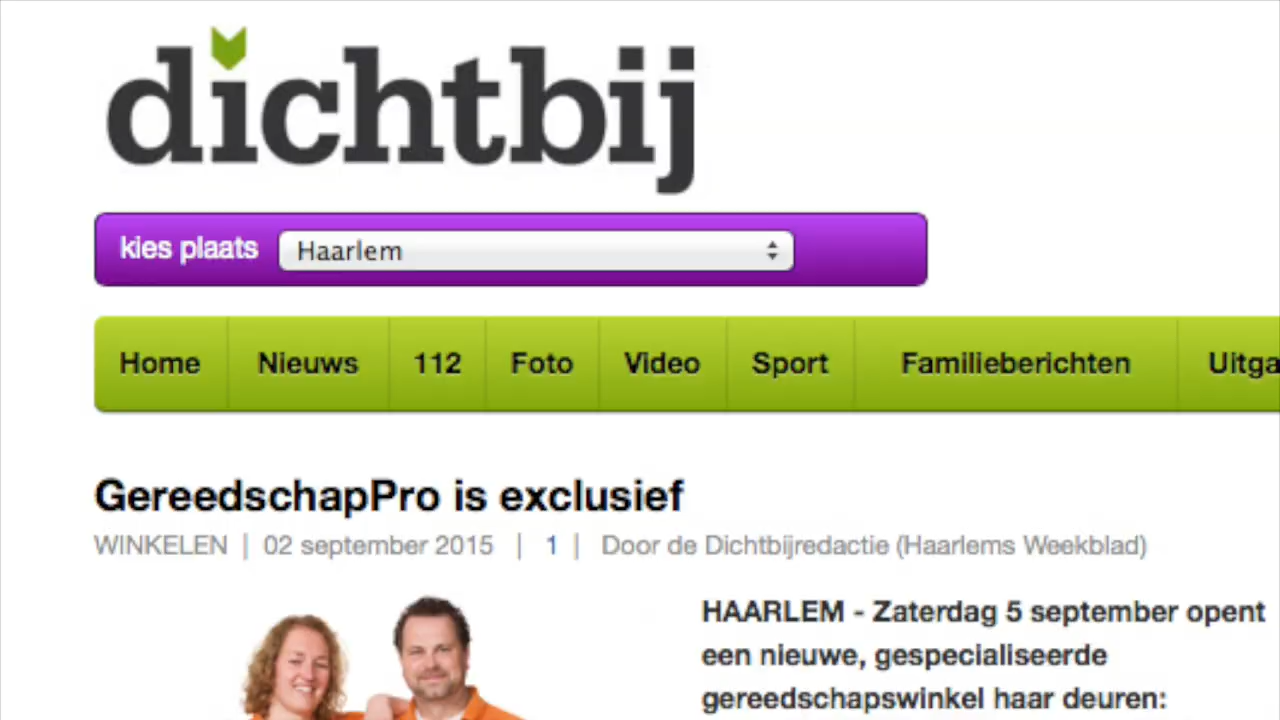 dichtbij
kies plaats Haarlem
Home Nieuws 112 Foto Video Sport Familieberichten Uitga
GereedschapPro is exclusief
WINKELEN | 02 september 2015 | 1 | Door de Dichtbijredactie (Haarlems Weekblad)
HAARLEM - Zaterdag 5 september opent
een nieuwe, gespecialiseerde
gereedschapswinkel haar deuren: